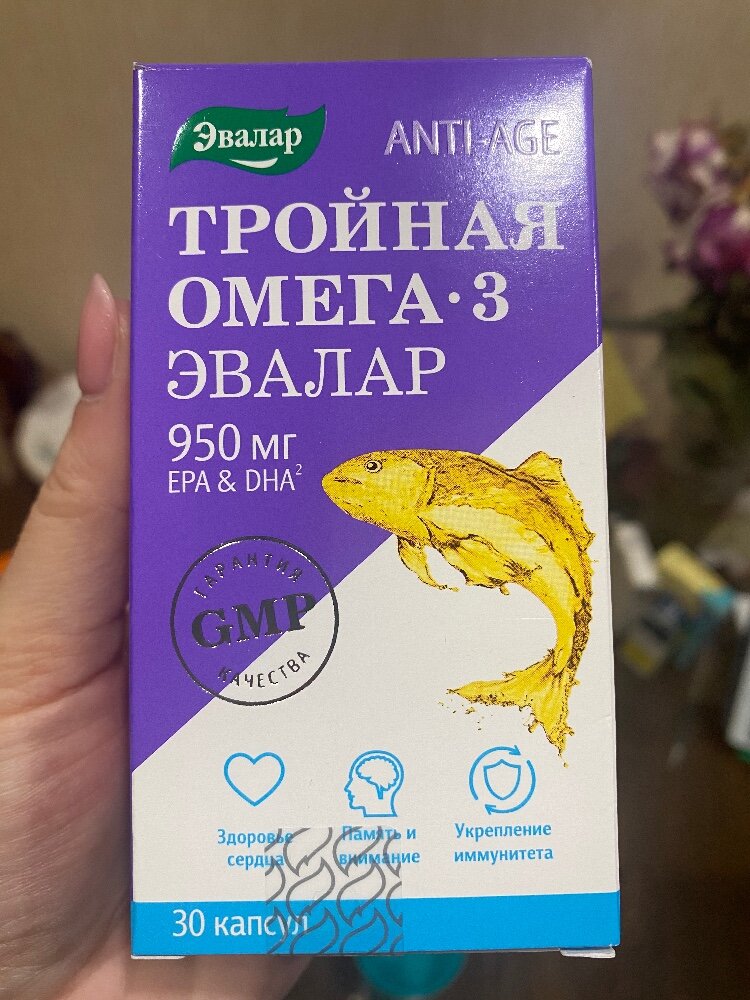 Эвалар
ANTI-AGE
ТРОЙНАЯ
ОМЕГА·3
ЭВАЛАР
950 мг
EPA & DHA²
ГАРАНТИЯ
GMP
КАЧЕСТВА
Здоровье
сердца
Память и
внимание
Укрепление
иммунитета
30 капсул